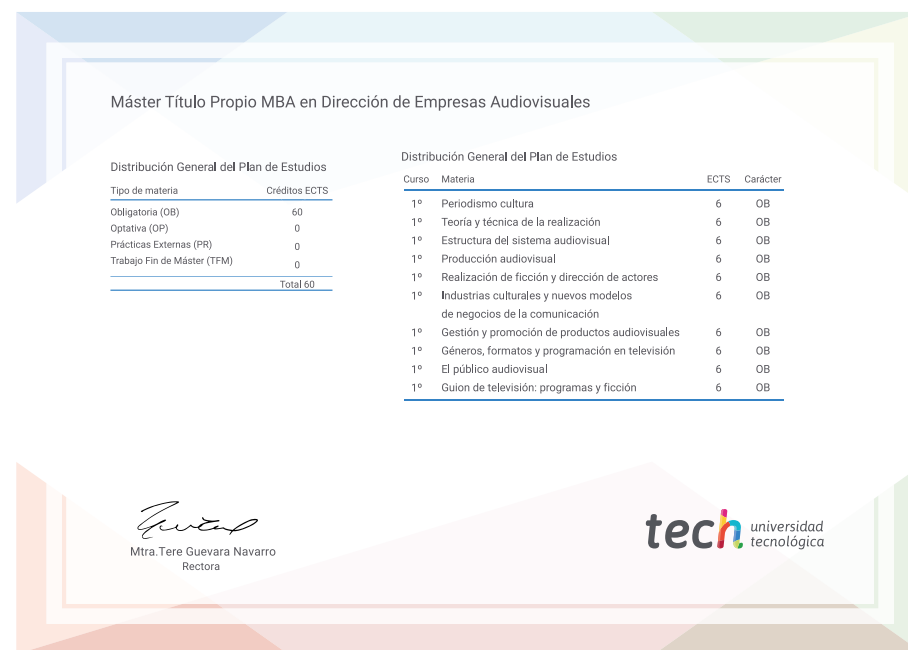 Máster Título Propio MBA en Dirección de Empresas Audiovisuales
Distribución General del Plan de Estudios
Tipo de materia Créditos ECTS
Obligatoria (OB) 60
Optativa (OP) 0
Prácticas Externas (PR) 0
Trabajo Fin de Máster (TFM) 0
Total 60
Distribución General del Plan de Estudios
Curso Materia ECTS Carácter
1º Periodismo cultura 6 OB
1º Teoría y técnica de la realización 6 OB
1º Estructura del sistema audiovisual 6 OB
1º Producción audiovisual 6 OB
1º Realización de ficción y dirección de actores 6 OB
1º Industrias culturales y nuevos modelos 6 OB
de negocios de la comunicación
1º Gestión y promoción de productos audiovisuales 6 OB
1º Géneros, formatos y programación en televisión 6 OB
1º El público audiovisual 6 OB
1º Guion de televisión: programas y ficción 6 OB
Mtra.Tere Guevara Navarro
Rectora
tech universidad
tecnológica